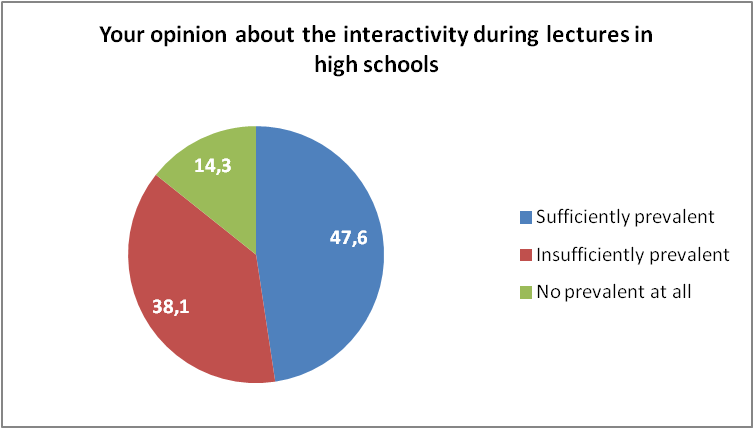 Your opinion about the interactivity during lectures in
high schools
14,3
47,6
38,1
Sufficiently prevalent
Insufficiently prevalent
No prevalent at all